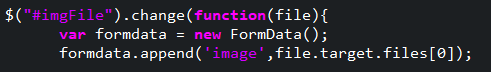 $("#imgFile").change(function(file){
var formdata = new FormData();
formdata.append('image',file.target.files[0]);